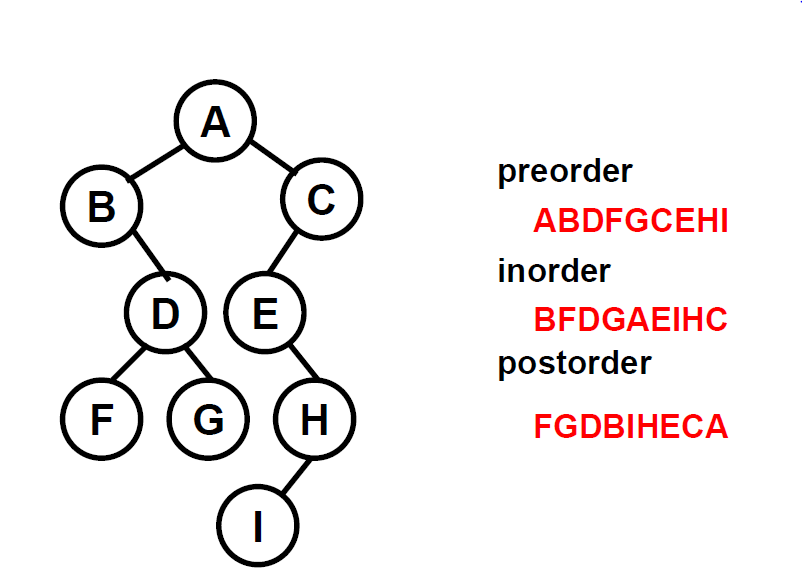 A
B
C
D
E
F
G
H
I
preorder
ABDFGCEHI
inorder
BFDGAEIHC
postorder
FGDBIHECA